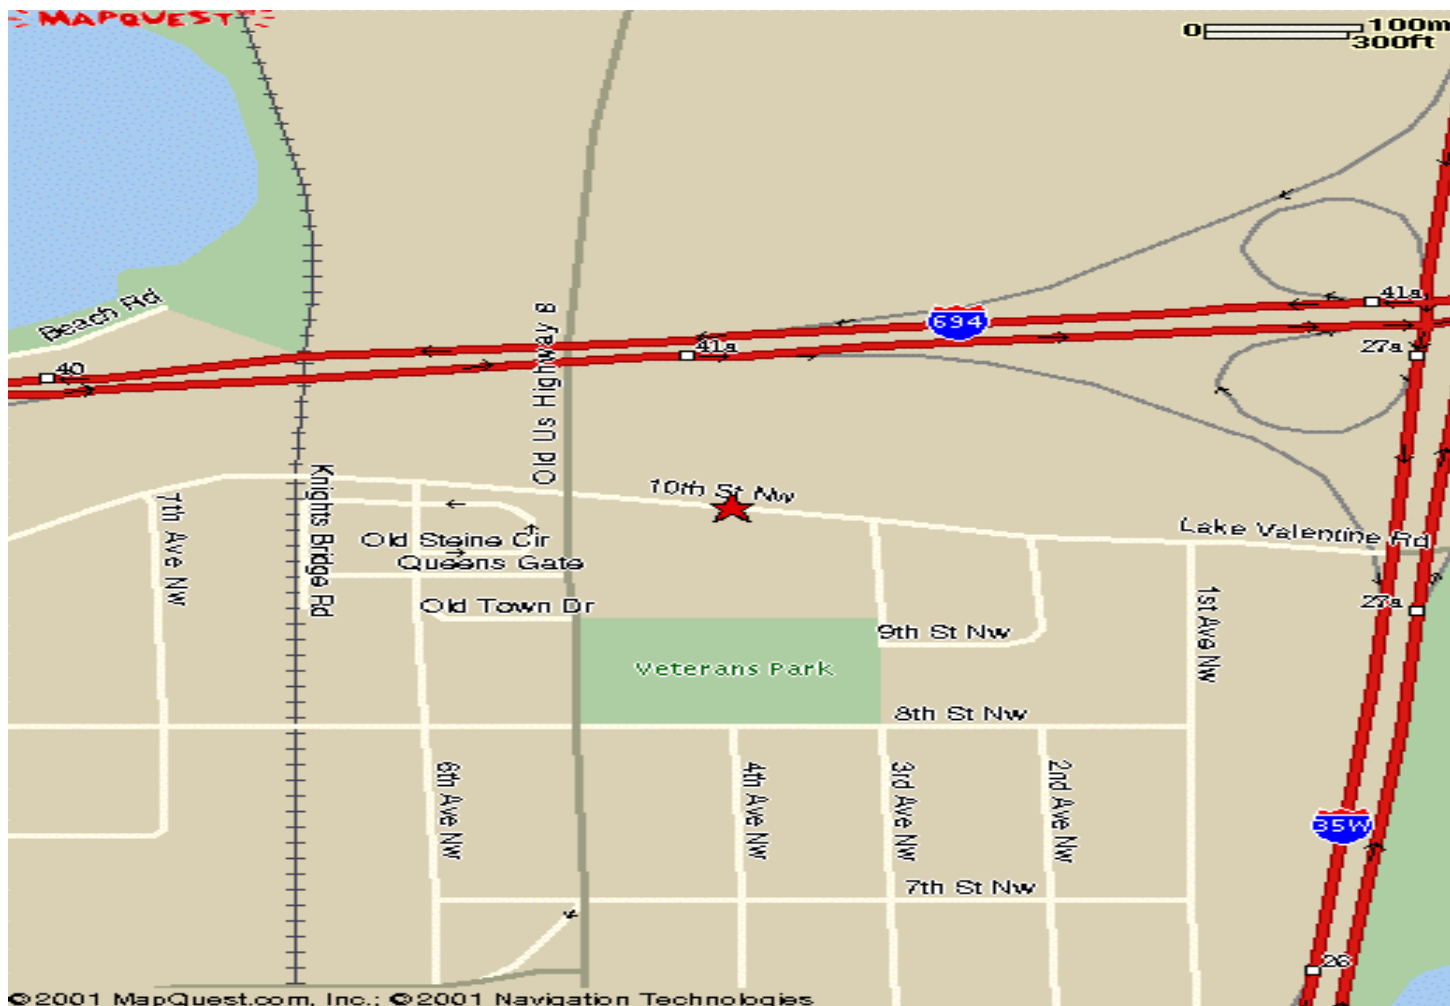 MAPQUEST
0 100m
300ft
Beach Rd
40
41a
694
41a
27a
Old Us Highway 8
7th Ave NW
Knights Bridge Rd
10th St Nw
Old Steine Cir
Queens Gate
Old Town Dr
Lake Valentine Rd
27a
1st Ave NW
9th St Nw
Veterans Park
8th St Nw
6th Ave NW
4th Ave NW
3rd Ave NW
2nd Ave NW
35W
7th St Nw
26
©2001 MapQuest.com, Inc.; ©2001 Navigation Technologies